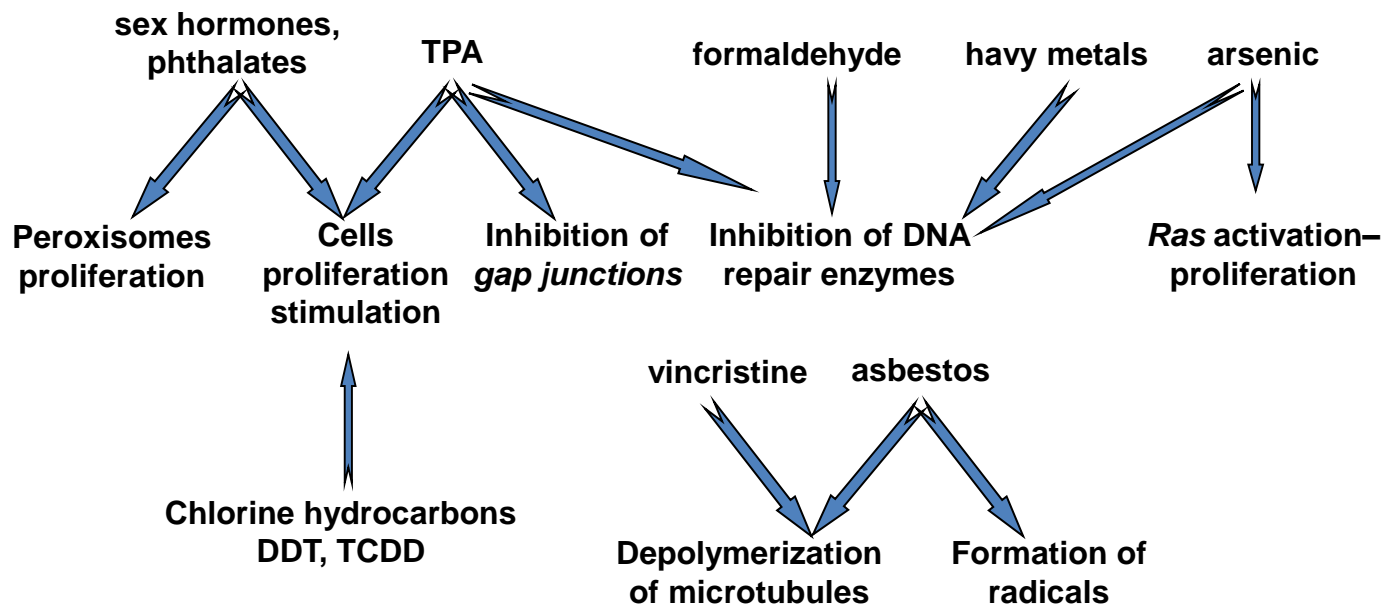 sex hormones,
phthalates
TPA
formaldehyde
havy metals
arsenic
Peroxisomes
proliferation
Cells
proliferation
stimulation
Inhibition of
gap junctions
Inhibition of DNA
repair enzymes
Ras activation–
proliferation
vincristine
asbestos
Chlorine hydrocarbons
DDT, TCDD
Depolymerization
of microtubules
Formation of
radicals